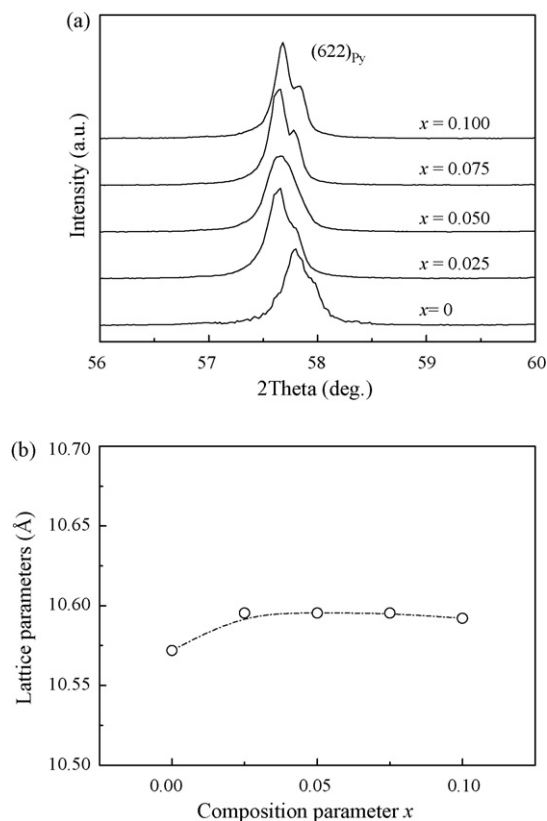 (a)
(622)Py
x = 0.100
x = 0.075
x = 0.050
x = 0.025
x= 0
Intensity (a.u.)
56 57 58 59 60
2Theta (deg.)
(b)
10.70
10.65
10.60
10.55
10.50
Lattice parameters (Å)
0.00 0.05 0.10
Composition parameter x